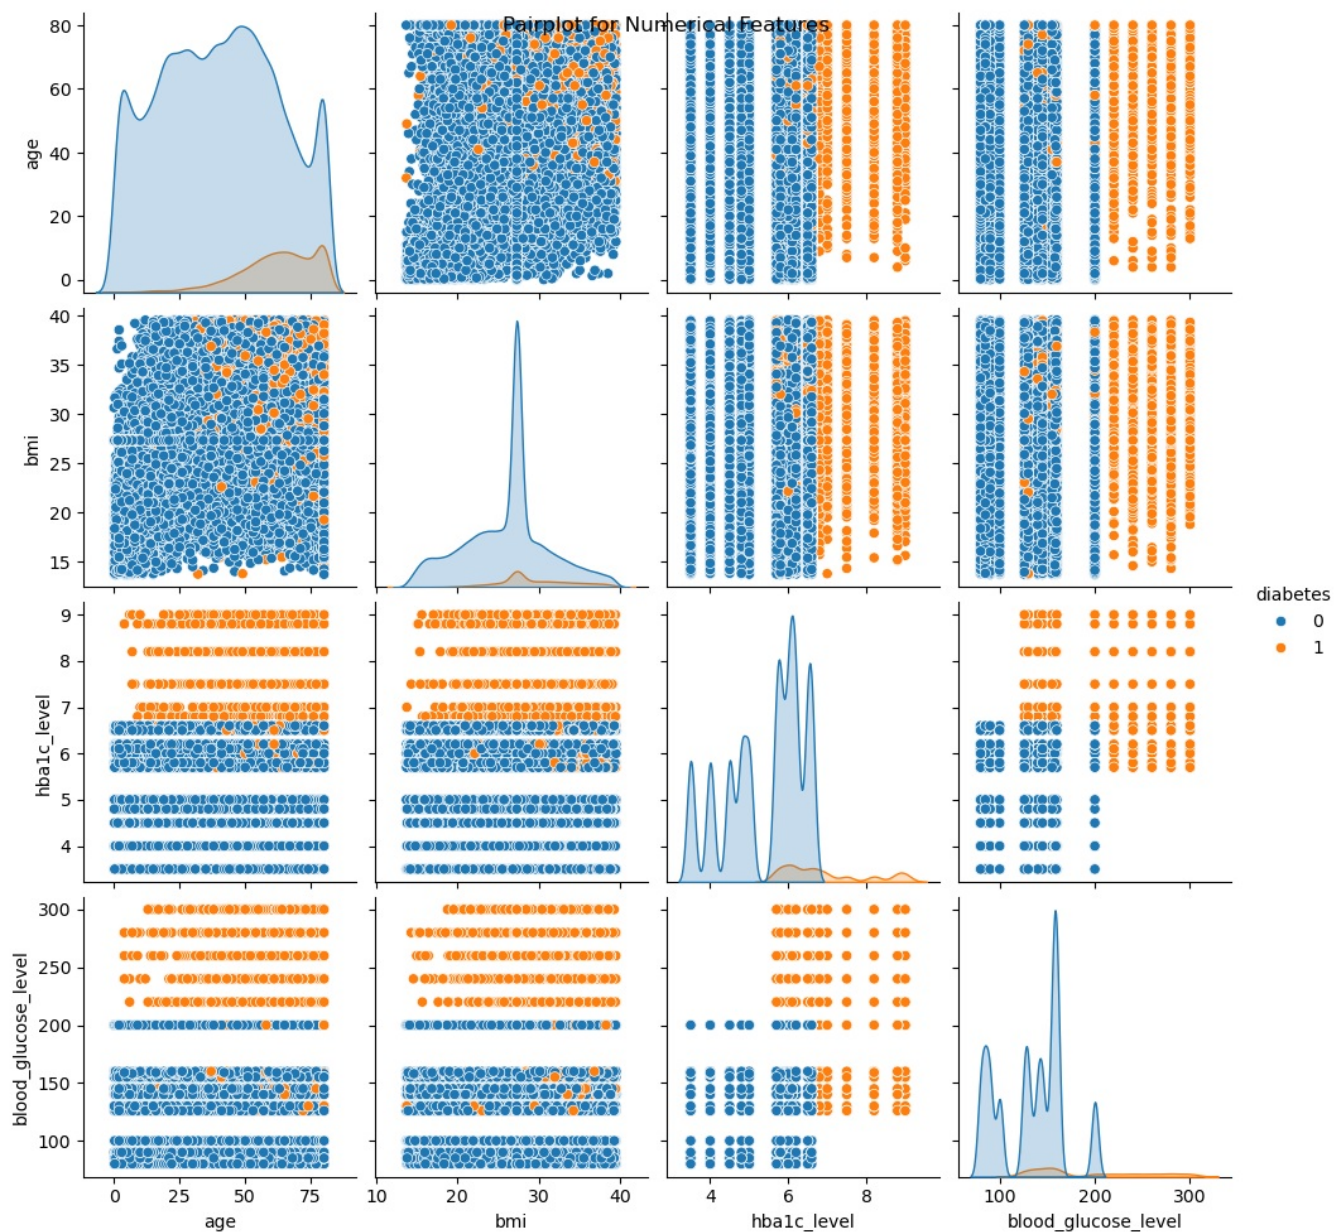 Pairplot for Numerical Features
80
60
40
20
0
age
40
35
30
25
20
15
bmi
diabetes
0
1
9
8
7
6
5
4
hba1c_level
300
250
200
150
100
blood_glucose_level
0 25 50 75
10 20 30 40
4 6 8
100 200 300
age bmi hba1c_level blood_glucose_level